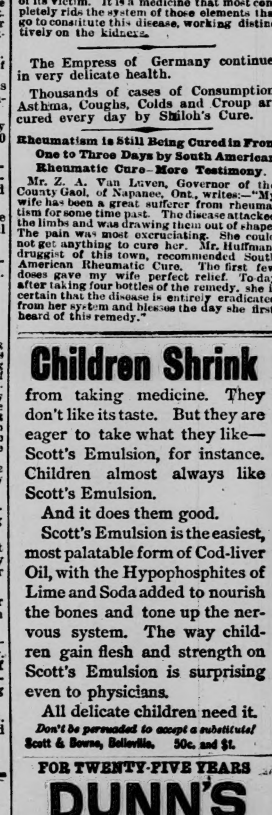 of its victim. It is a medicine that most com
pletely rids the system of those elements tha
go to constitute this disease, working distinc
tively on the kidneys.
The Empress of Germany continue
in very delicate health.
Thousands of cases of Consumption
Asthma, Coughs, Colds and Croup ar
cured every day by Shiloh's Cure.
Rheumatism is Still Being Cured in From
One to Three Days by South American
Rheumatic Cure—More Testimony.
Mr. Z. A. Van Luven, Governor of th
County Gaol, of Napanee, Ont., writes:—"My
wife has been a great sufferer from rheuma
tism for some time past. The disease attacked
the limbs and was drawing them out of shape
The pain was most excruciating. She could
not get anything to cure her. Mr. Huffman
druggist of this town, recommended South
American Rheumatic Cure. The first few
doses gave my wife perfect relief. To-day
after taking four bottles of the remedy, she i
certain that the disease is entirely eradicated
from her system and blesses the day she first
heard of this remedy."
Children Shrink
from taking medicine. They
don't like its taste. But they are
eager to take what they like—
Scott's Emulsion, for instance.
Children almost always like
Scott's Emulsion.
And it does them good.
Scott's Emulsion is the easiest,
most palatable form of Cod-liver
Oil, with the Hypophosphites of
Lime and Soda added to nourish
the bones and tone up the ner-
vous system. The way child-
ren gain flesh and strength on
Scott's Emulsion is surprising
even to physicians.
All delicate children need it.
Don't be persuaded to accept a substitute!
Scott & Bowne, Belleville. 50c. and $1.
FOR TWENTY-FIVE YEARS
DUNN'S